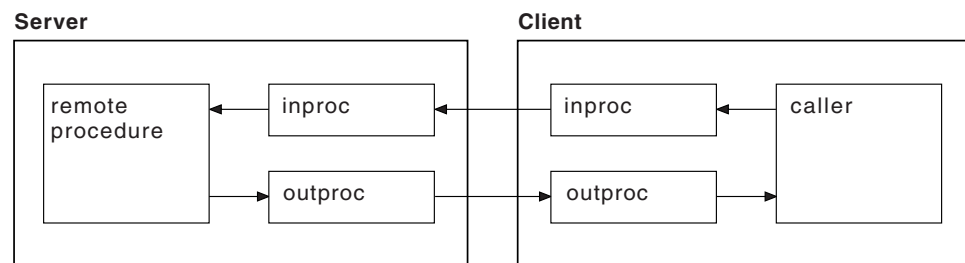 Server
Client
remote
procedure
inproc
inproc
caller
outproc
outproc